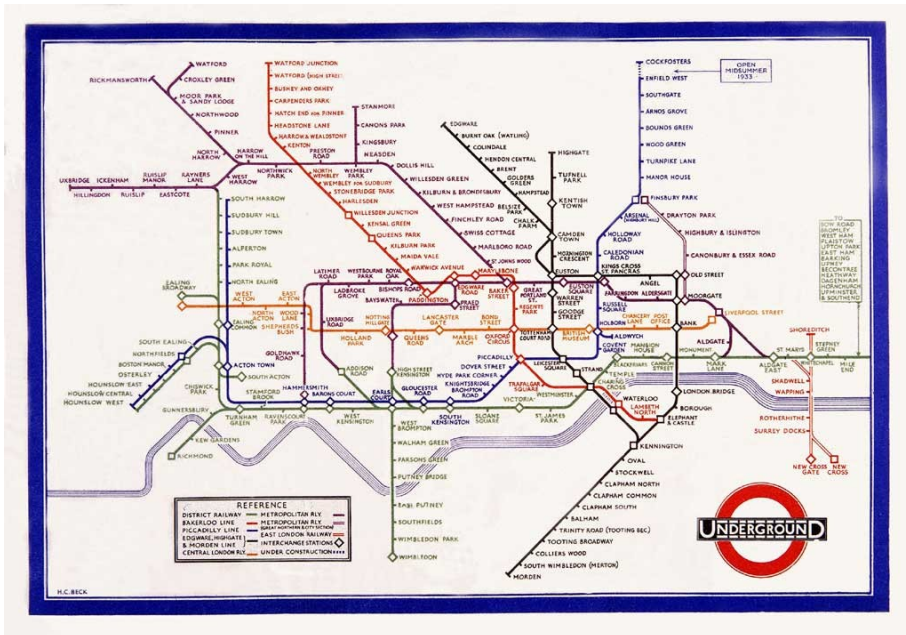 WATFORD
CROXLEY GREEN
RICKMANSWORTH
MOOR PARK
& SANDY LODGE
NORTHWOOD
PINNER
NORTH
HARROW
HARROW
ON THE HILL
NORTHWICK
PARK
PRESTON
ROAD
WEMBLEY
PARK
NEASDEN
KINGSBURY
CANONS PARK
STANMORE
UXBRIDGE
ICKENHAM
HILLINGDON
RUISLIP
RUISLIP
MANOR
EASTCOTE
RAYNERS
LANE
WEST
HARROW
WATFORD JUNCTION
WATFORD (HIGH STREET)
BUSHEY AND OXHEY
CARPENDERS PARK
HATCH END FOR PINNER
HEADSTONE LANE
HARROW & WEALDSTONE
KENTON
NORTH
WEMBLEY
WEMBLEY FOR SUDBURY
STONEBRIDGE PARK
HARLESDEN
WILLESDEN JUNCTION
KENSAL GREEN
QUEENS PARK
KILBURN PARK
MAIDA VALE
WARWICK AVENUE
PADDINGTON
DOLLIS HILL
WILLESDEN GREEN
KILBURN & BRONDESBURY
WEST HAMPSTEAD
FINCHLEY ROAD
SWISS COTTAGE
MARLBORO ROAD
ST JOHNS WOOD
MARYLEBONE
EDGWARE
BURNT OAK (WATLING)
COLINDALE
HENDON CENTRAL
BRENT
GOLDERS
GREEN
HAMPSTEAD
BELSIZE
PARK
CHALK
FARM
HIGHGATE
TUFNELL
PARK
KENTISH
TOWN
CAMDEN
TOWN
MORNINGTON
CRESCENT
EUSTON
COCKFOSTERS
ENFIELD WEST
OPEN
MIDSUMMER
1933
SOUTHGATE
ARNOS GROVE
BOUNDS GREEN
WOOD GREEN
TURNPIKE LANE
MANOR HOUSE
FINSBURY PARK
ARSENAL
(HIGHBURY HILL)
HOLLOWAY
ROAD
CALEDONIAN
ROAD
KINGS CROSS
ST. PANCRAS
DRAYTON PARK
HIGHBURY & ISLINGTON
CANONBURY & ESSEX ROAD
OLD STREET
ANGEL
MOORGATE
TO
BOW ROAD
BROMLEY
WEST HAM
PLAISTOW
UPTON PARK
EAST HAM
BARKING
UPNEY
BECONTREE
HEATHWAY
DAGENHAM
HORNCHURCH
UPMINSTER
& SOUTHEND
SOUTH HARROW
SUDBURY HILL
SUDBURY TOWN
ALPERTON
PARK ROYAL
NORTH EALING
EALING
BROADWAY
WEST
ACTON
EAST
ACTON
NORTH
ACTON
WOOD
LANE
EALING
COMMON
SHEPHERDS
BUSH
LATIMER
ROAD
LADBROKE
GROVE
WESTBOURNE
PARK
ROYAL
OAK
BISHOPS ROAD
BAYSWATER
PRAED
STREET
EDGWARE
ROAD
BAKER
STREET
GREAT
PORTLAND
ST.
REGENTS
PARK
EUSTON
SQUARE
WARREN
STREET
GOODGE
STREET
FARRINGDON
ALDERSGATE
RUSSELL
SQUARE
UXBRIDGE
ROAD
HOLLAND
PARK
NOTTING
HILL GATE
QUEENS
ROAD
LANCASTER
GATE
MARBLE
ARCH
BOND
STREET
OXFORD
CIRCUS
TOTTENHAM
COURT ROAD
BRITISH
MUSEUM
HOLBORN
CHANCERY
LANE
POST
OFFICE
BANK
LIVERPOOL STREET
ALDWYCH
COVENT
GARDEN
MANSION
HOUSE
ALDGATE
SHOREDITCH
STEPNEY
GREEN
ST. MARY'S
WHITECHAPEL
MILE
END
ALDGATE
EAST
MARK
LANE
MONUMENT
CANNON ST.
BLACKFRIARS
TEMPLE
CHARING
CROSS
STRAND
LEICESTER
SQUARE
PICCADILLY
DOVER STREET
HYDE PARK CORNER
KNIGHTSBRIDGE
BROMPTON
ROAD
TRAFALGAR
SQUARE
WESTMINSTER
ST. JAMES
PARK
VICTORIA
SLOANE
SQUARE
SOUTH
KENSINGTON
GLOUCESTER
ROAD
HIGH STREET
KENSINGTON
EARLS
COURT
ADDISON
ROAD
WEST
KENSINGTON
BARONS COURT
HAMMERSMITH
GOLDHAWK
ROAD
RAVENSCOURT
PARK
STAMFORD
BROOK
TURNHAM
GREEN
CHISWICK
PARK
ACTON TOWN
SOUTH ACTON
SOUTH EALING
NORTHFIELDS
BOSTON MANOR
OSTERLEY
HOUNSLOW EAST
HOUNSLOW CENTRAL
HOUNSLOW WEST
GUNNERSBURY
KEW GARDENS
RICHMOND
WEST
BROMPTON
WALHAM GREEN
PARSONS GREEN
PUTNEY BRIDGE
EAST PUTNEY
SOUTHFIELDS
WIMBLEDON PARK
WIMBLEDON
WATERLOO
LAMBETH
NORTH
LONDON BRIDGE
BOROUGH
ELEPHANT
& CASTLE
KENNINGTON
OVAL
STOCKWELL
CLAPHAM NORTH
CLAPHAM COMMON
CLAPHAM SOUTH
BALHAM
TRINITY ROAD (TOOTING BEC)
TOOTING BROADWAY
COLLIERS WOOD
SOUTH WIMBLEDON (MERTON)
MORDEN
SHADWELL
WAPPING
ROTHERHITHE
SURREY DOCKS
NEW CROSS
GATE
NEW
CROSS
REFERENCE
DISTRICT RAILWAY
BAKERLOO LINE
PICCADILLY LINE
EDGWARE, HIGHGATE
& MORDEN LINE
CENTRAL LONDON RLY.
METROPOLITAN RLY.
METROPOLITAN RLY.
(GREAT NORTHERN & CITY SECTION)
EAST LONDON RAILWAY
INTERCHANGE STATIONS
UNDER CONSTRUCTION
UNDERGROUND
H.C. BECK